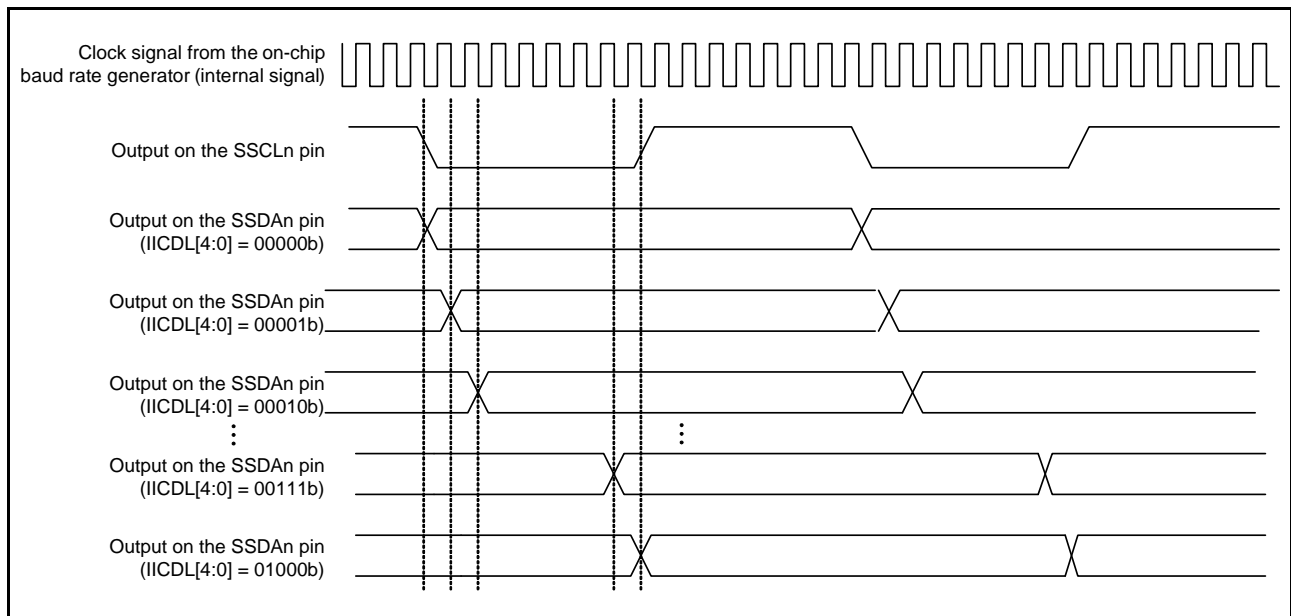 Clock signal from the on-chip
baud rate generator (internal signal)
Output on the SSCLn pin
Output on the SSDAn pin
(IICDL[4:0] = 00000b)
Output on the SSDAn pin
(IICDL[4:0] = 00001b)
Output on the SSDAn pin
(IICDL[4:0] = 00010b)
Output on the SSDAn pin
(IICDL[4:0] = 00111b)
Output on the SSDAn pin
(IICDL[4:0] = 01000b)